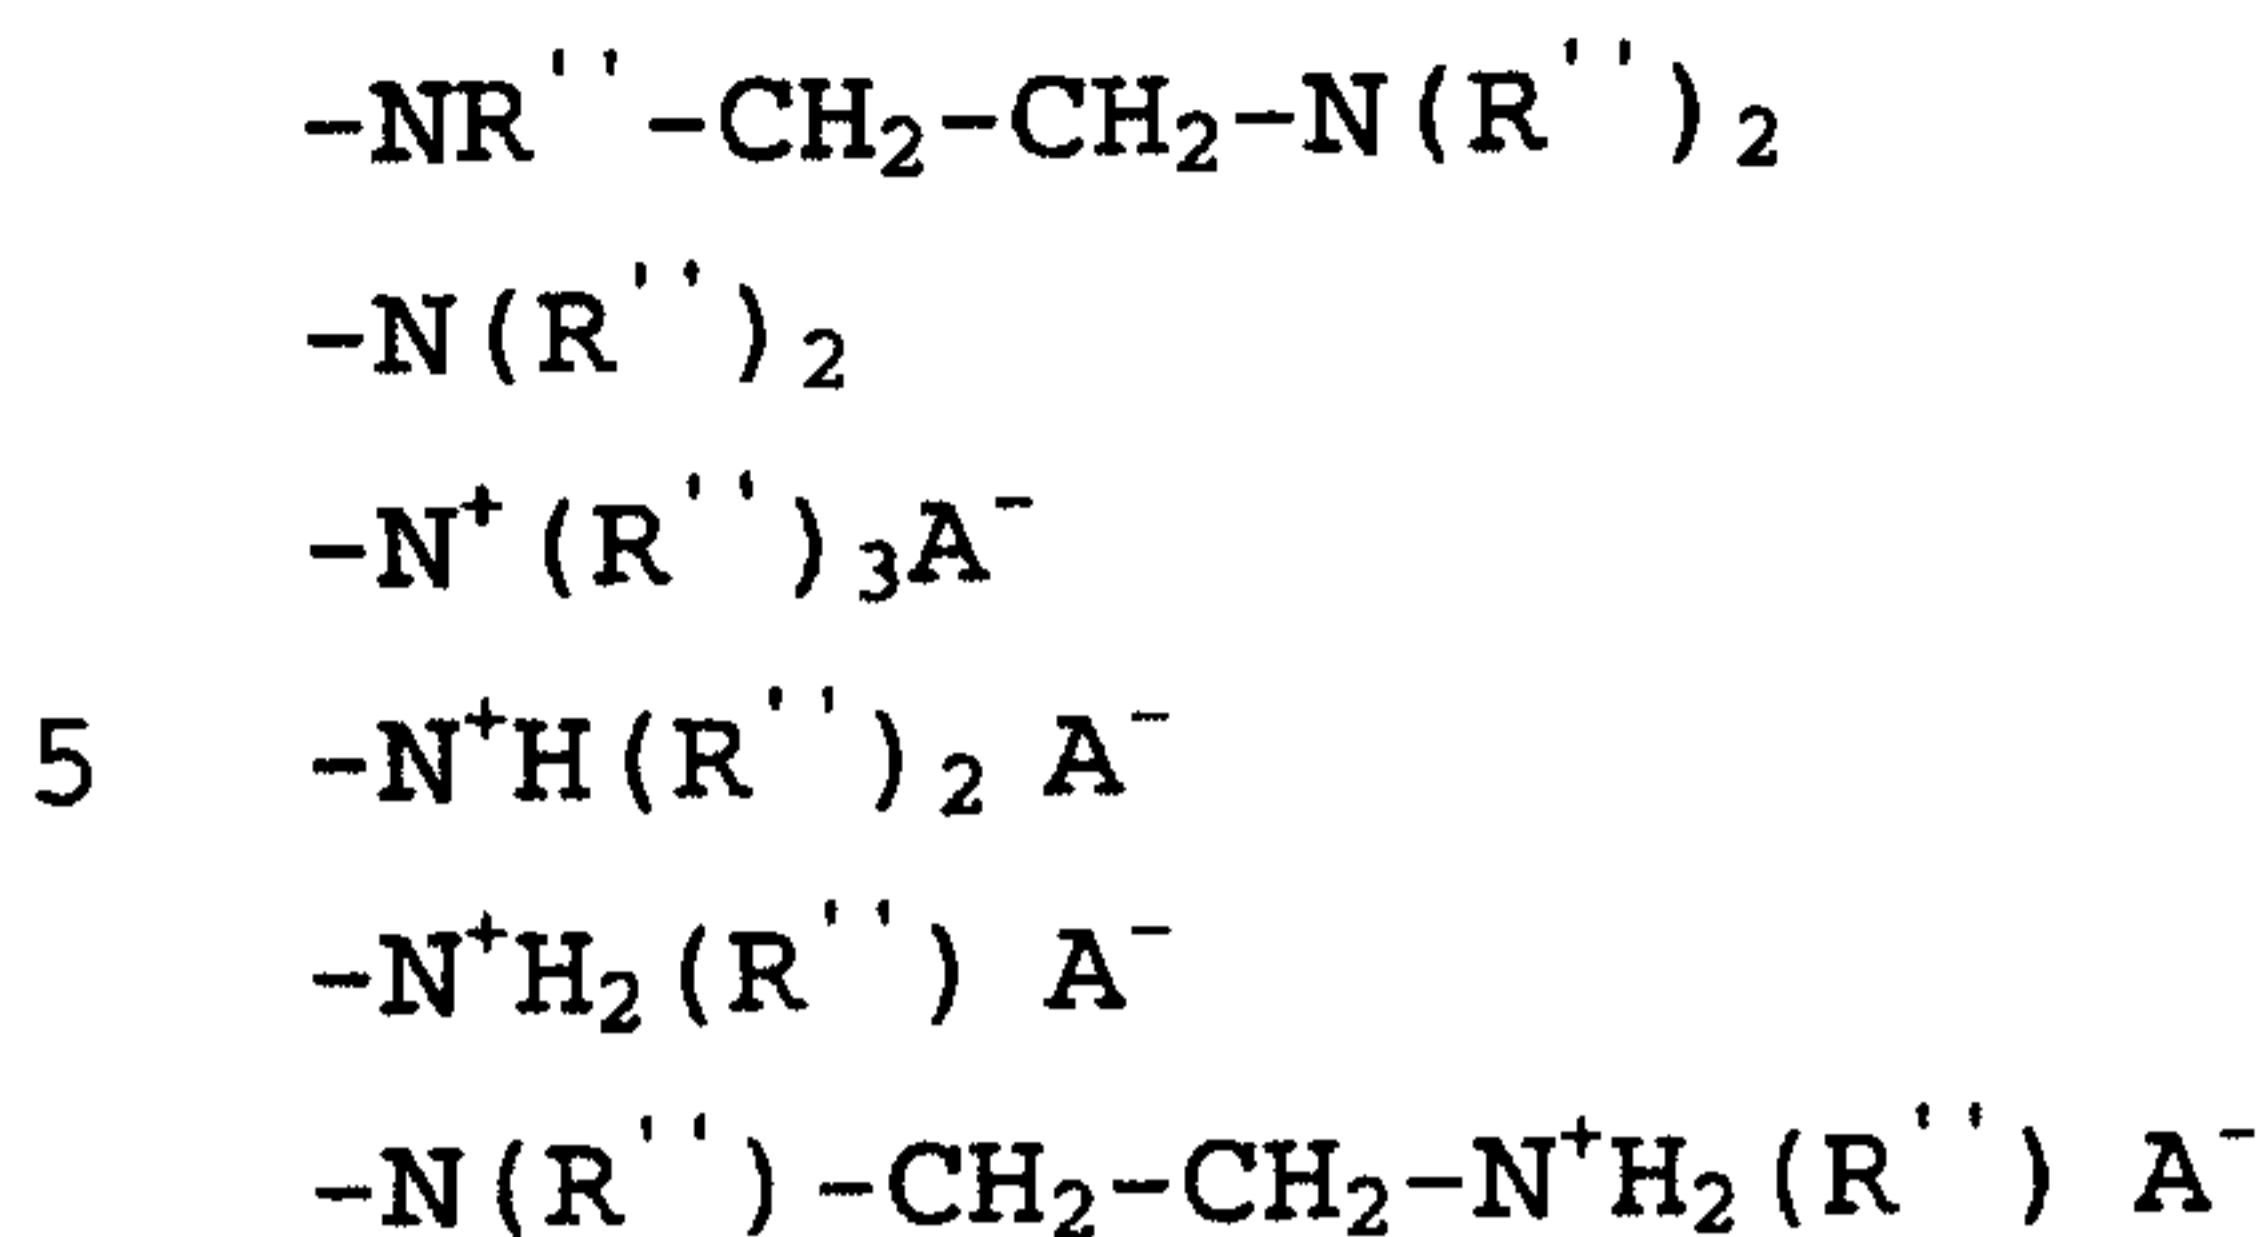 -NR''-CH₂-CH₂-N(R'')₂
-N(R'')₂
-N⁺(R'')₃A⁻
5 -N⁺H(R'')₂ A⁻
-N⁺H₂(R'') A⁻
-N(R'')-CH₂-CH₂-N⁺H₂(R'') A⁻